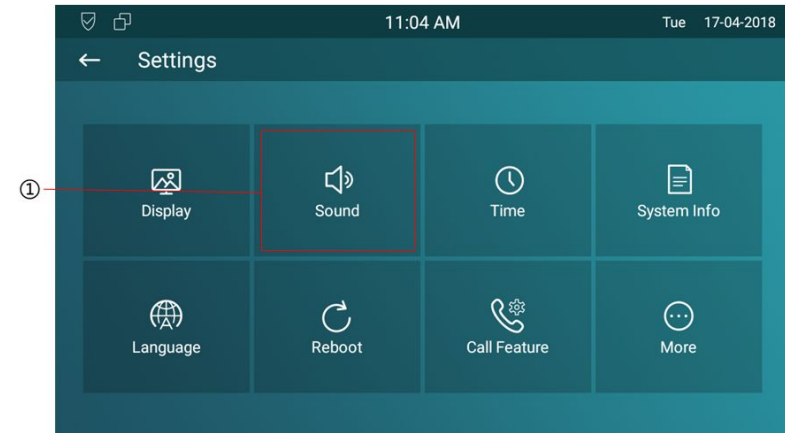 11:04 AM Tue 17-04-2018
Settings
①
Display Sound Time System Info
Language Reboot Call Feature More